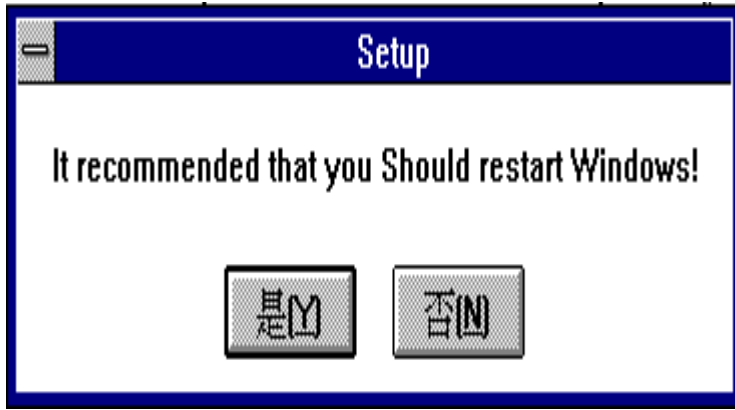 Setup
It recommended that you Should restart Windows!
是(Y) 否(N)